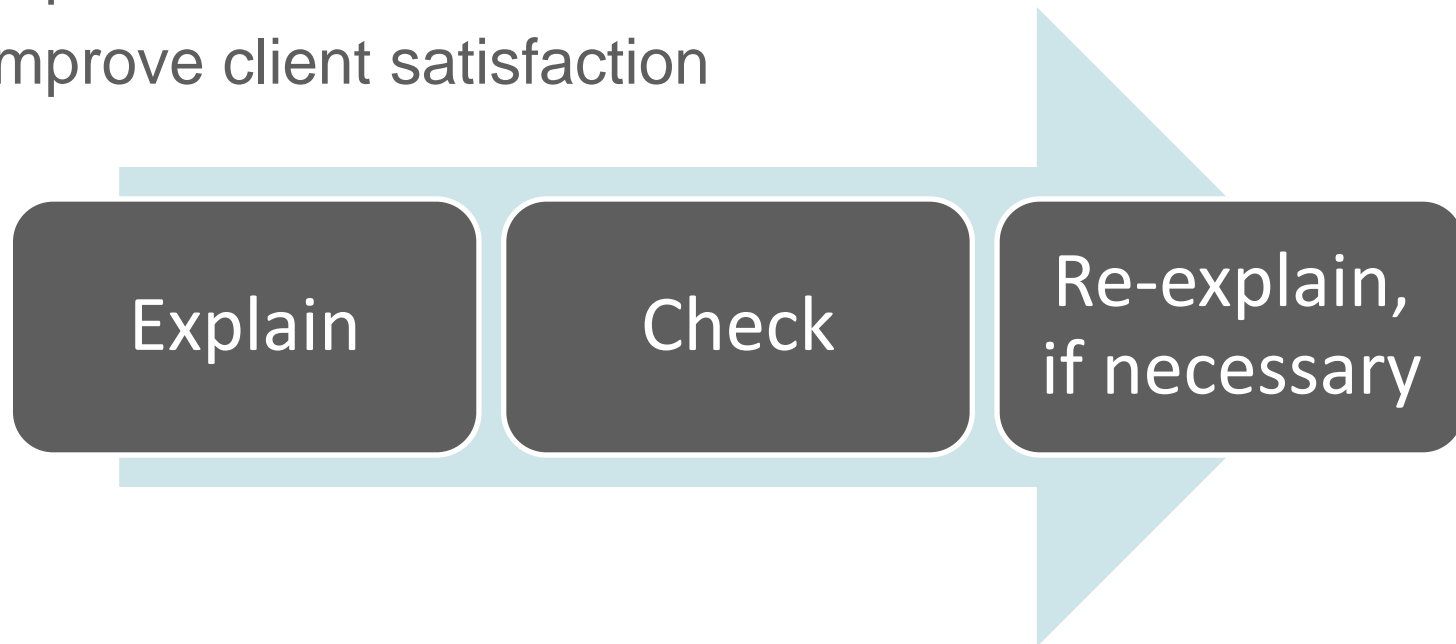 mprove client satisfaction
Explain
Check
Re-explain,
if necessary